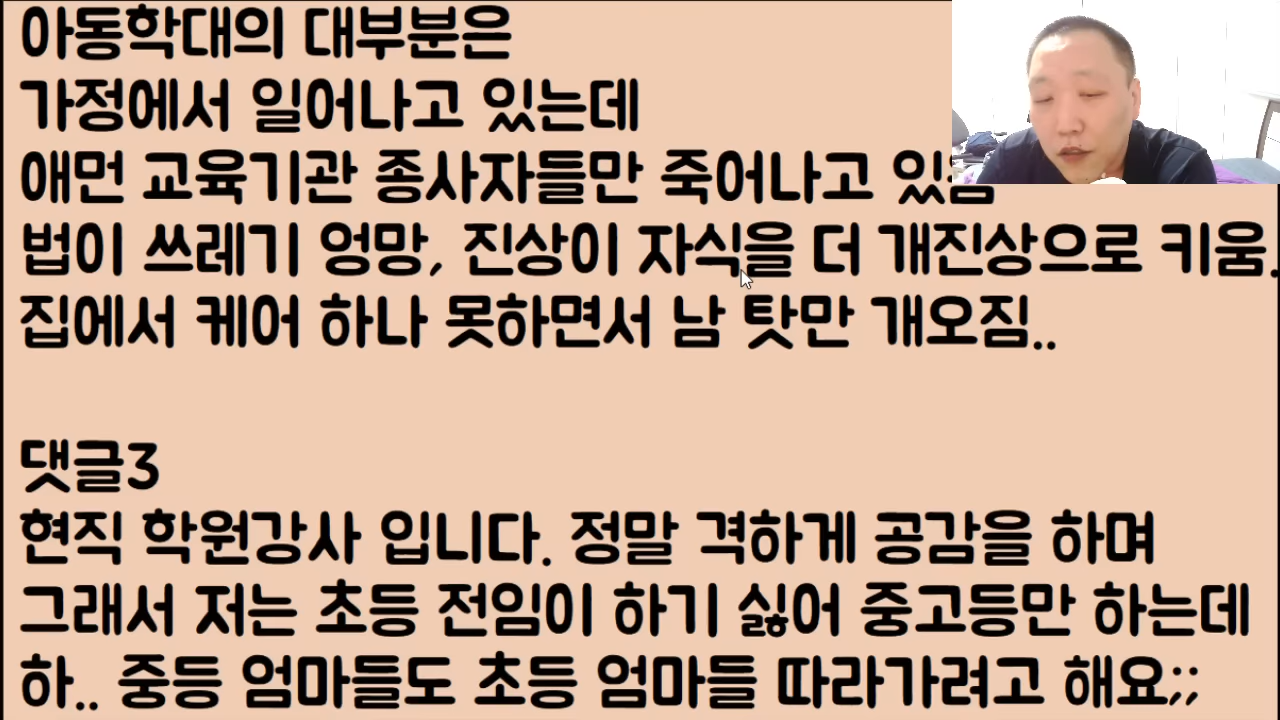 아동학대의 대부분은
가정에서 일어나고 있는데
애먼 교육기관 종사자들만 죽어나고 있음
법이 쓰레기 엉망, 진상이 자식을 더 개진상으로 키움.
집에서 케어 하나 못하면서 남 탓만 개오짐..
댓글3
현직 학원강사 입니다. 정말 격하게 공감을 하며
그래서 저는 초등 전임이 하기 싫어 중고등만 하는데
하.. 중등 엄마들도 초등 엄마들 따라가려고 해요;;